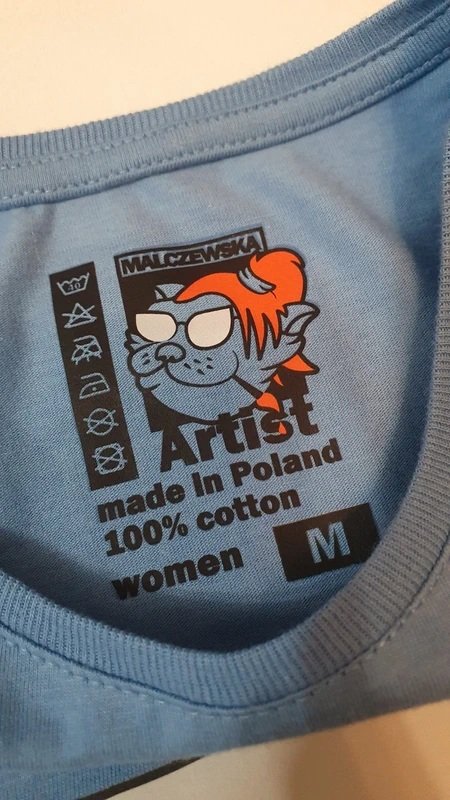 MALCZEWSKA
Artist
made In Poland
100% cotton
women M